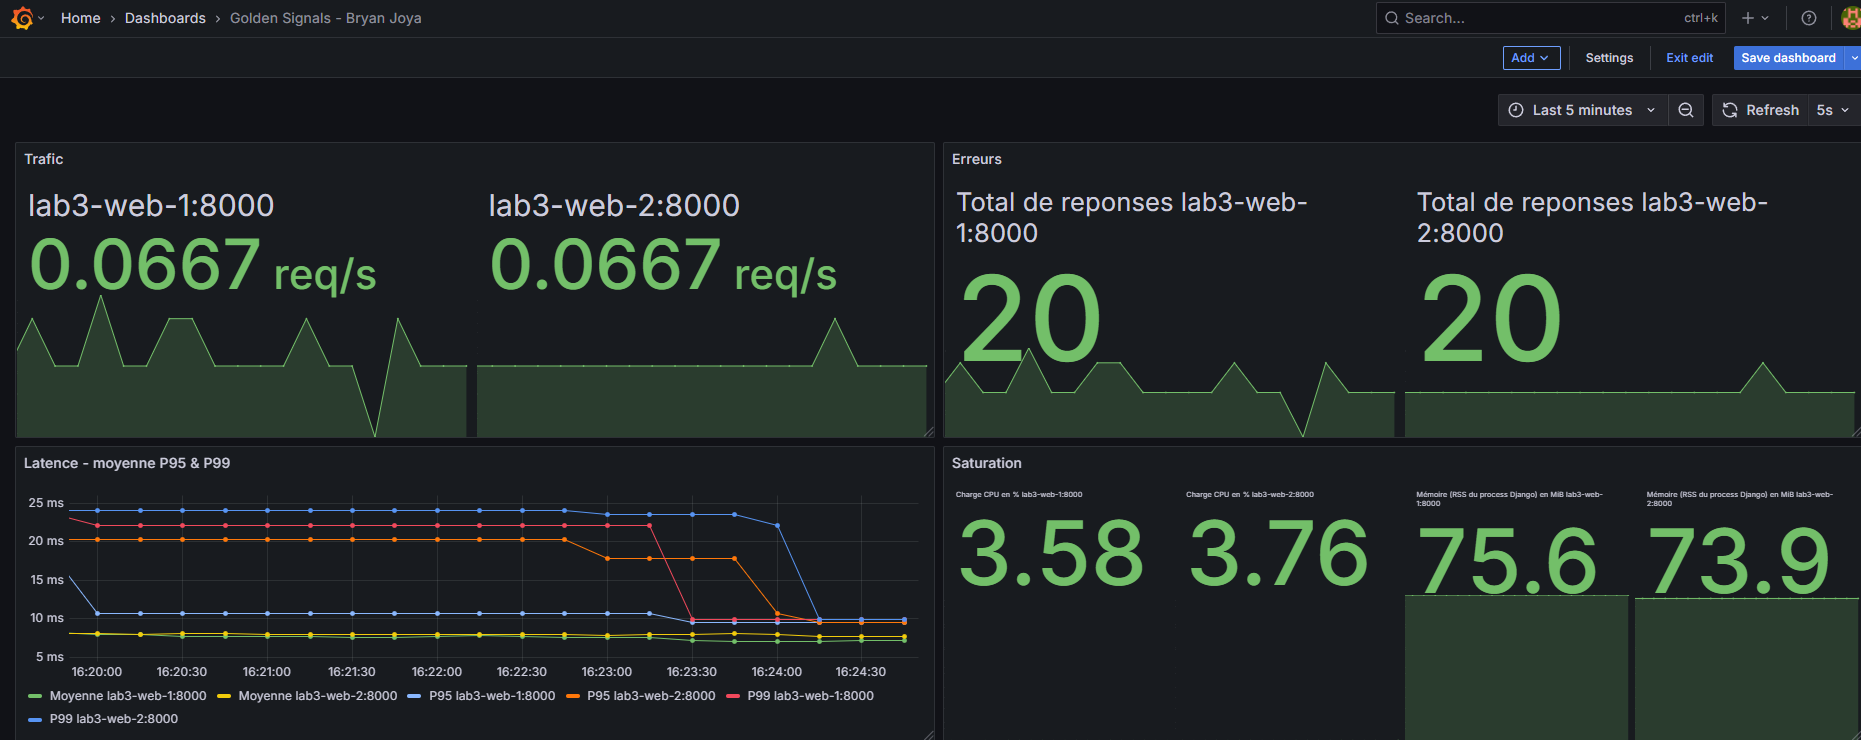 Home › Dashboards › Golden Signals - Bryan Joya
Search... ctrl+k
Add Settings Exit edit Save dashboard
Last 5 minutes Refresh 5s
Trafic
lab3-web-1:8000
0.0667 req/s
lab3-web-2:8000
0.0667 req/s
Erreurs
Total de reponses lab3-web-
1:8000
20
Total de reponses lab3-web-
2:8000
20
Latence - moyenne P95 & P99
25 ms
20 ms
15 ms
10 ms
5 ms
16:20:00 16:20:30 16:21:00 16:21:30 16:22:00 16:22:30 16:23:00 16:23:30 16:24:00 16:24:30
Moyenne lab3-web-1:8000 Moyenne lab3-web-2:8000 P95 lab3-web-1:8000 P95 lab3-web-2:8000 P99 lab3-web-1:8000
P99 lab3-web-2:8000
Saturation
Charge CPU en % lab3-web-1:8000
3.58
Charge CPU en % lab3-web-2:8000
3.76
Mémoire (RSS du process Django) en MiB lab3-web-
1:8000
75.6
Mémoire (RSS du process Django) en MiB lab3-web-
2:8000
73.9